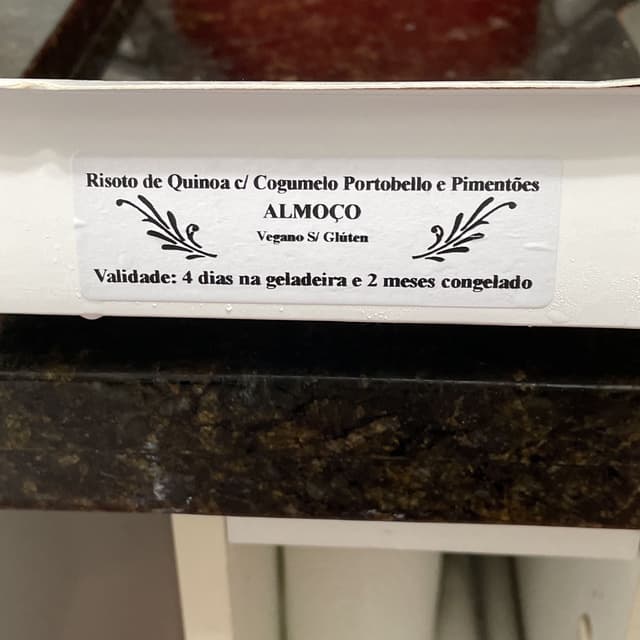 Risoto de Quinoa c/ Cogumelo Portobello e Pimentões
ALMOÇO
Vegano S/ Glúten
Validade: 4 dias na geladeira e 2 meses congelado